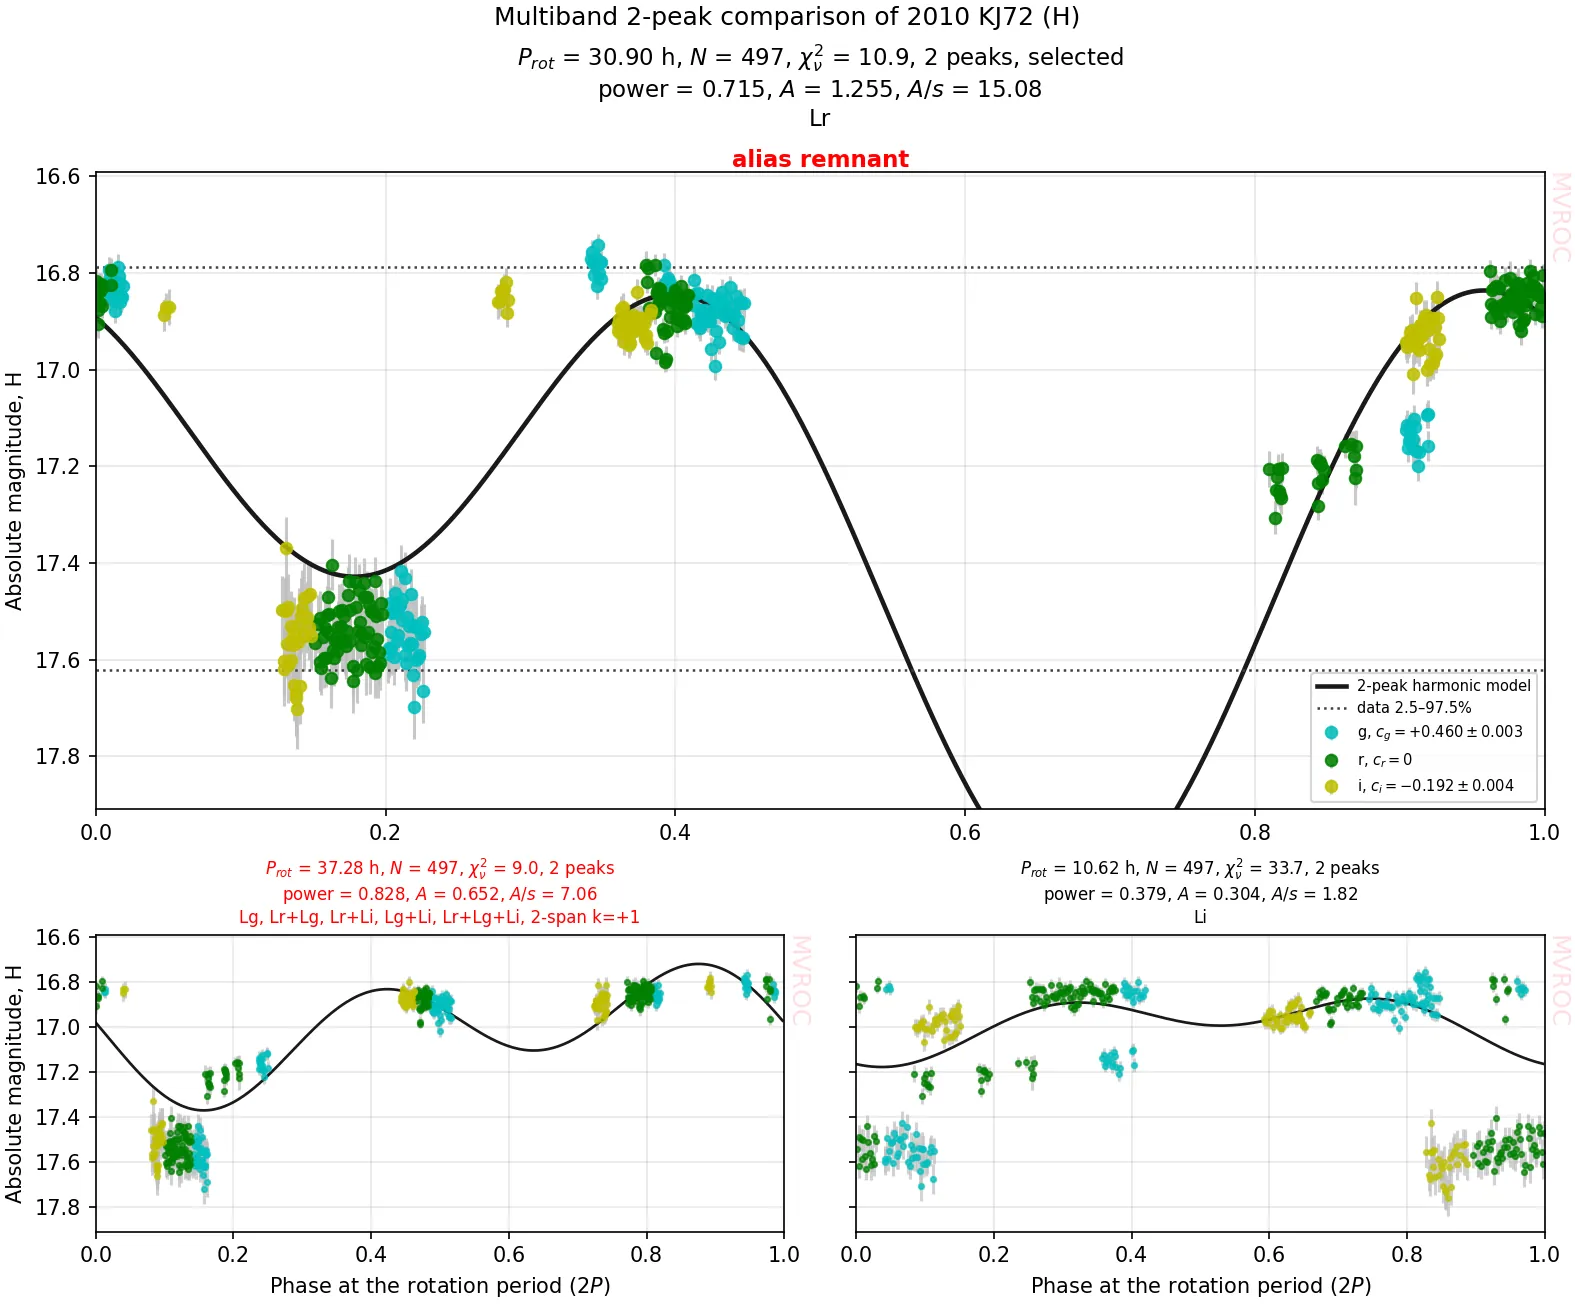 Multiband 2-peak comparison of 2010 KJ72 (H)
P_rot = 30.90 h, N = 497, χ²_ν = 10.9, 2 peaks, selected
power = 0.715, A = 1.255, A/s = 15.08
Lr
alias remnant
MVROC
Absolute magnitude, H
16.6
16.8
17.0
17.2
17.4
17.6
17.8
2-peak harmonic model
data 2.5–97.5%
g, c_g = +0.460 ± 0.003
r, c_r = 0
i, c_i = −0.192 ± 0.004
0.0 0.2 0.4 0.6 0.8 1.0
P_rot = 37.28 h, N = 497, χ²_ν = 9.0, 2 peaks
power = 0.828, A = 0.652, A/s = 7.06
Lg, Lr+Lg, Lr+Li, Lg+Li, Lr+Lg+Li, 2-span k=+1
MVROC
Absolute magnitude, H
16.6
16.8
17.0
17.2
17.4
17.6
17.8
0.0 0.2 0.4 0.6 0.8 1.0
Phase at the rotation period (2P)
P_rot = 10.62 h, N = 497, χ²_ν = 33.7, 2 peaks
power = 0.379, A = 0.304, A/s = 1.82
Li
MVROC
0.0 0.2 0.4 0.6 0.8 1.0
Phase at the rotation period (2P)